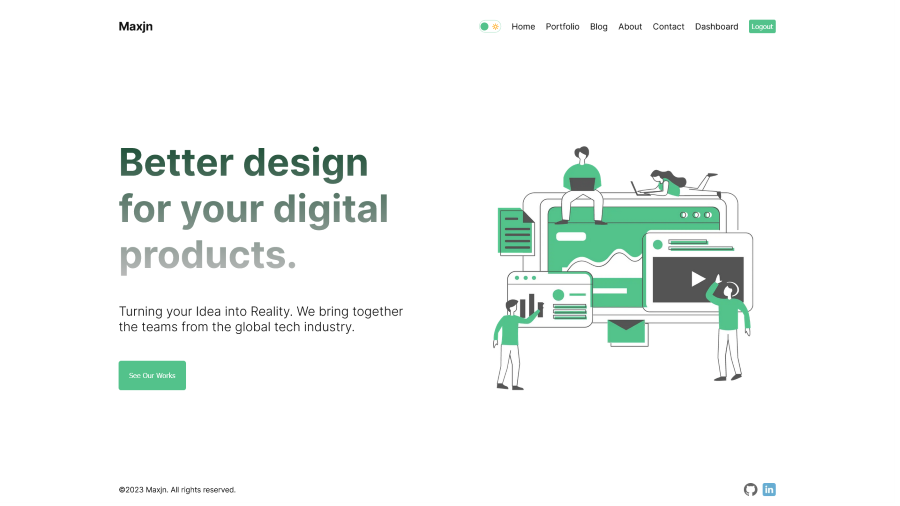 Maxjn
Home Portfolio Blog About Contact Dashboard Logout
Better design
for your digital
products.
Turning your Idea into Reality. We bring together
the teams from the global tech industry.
See Our Works
©2023 Maxjn. All rights reserved.
in